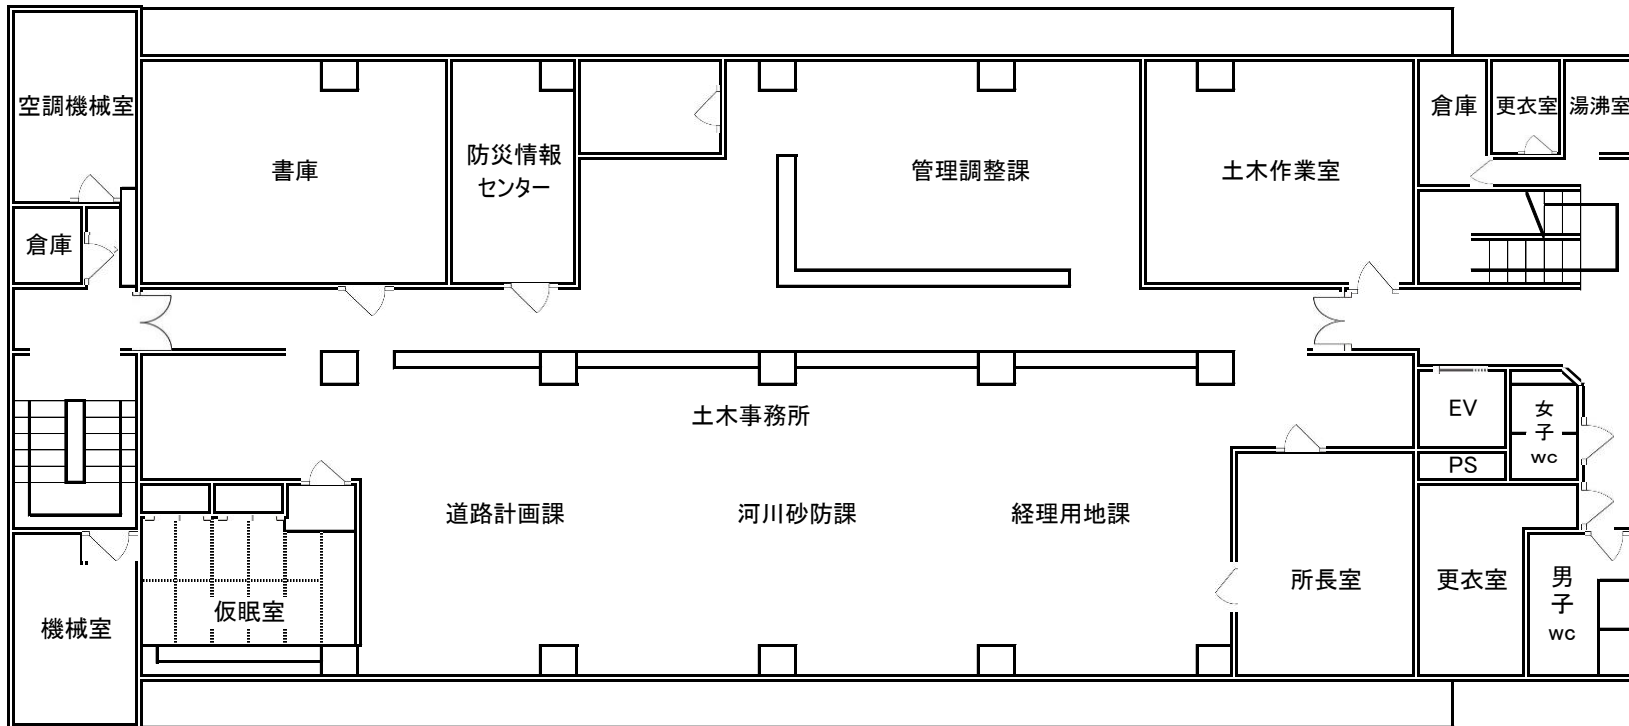 空調機械室
書庫
防災情報
センター
管理調整課
土木作業室
倉庫
更衣室
湯沸室
倉庫
土木事務所
EV
女子
wc
PS
道路計画課
河川砂防課
経理用地課
所長室
更衣室
男子
wc
仮眠室
機械室